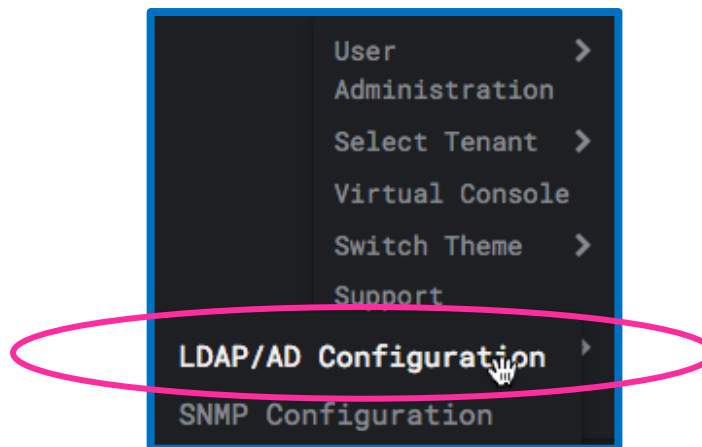 User
Administration
Select Tenant
Virtual Console
Switch Theme
Support
LDAP/AD Configuration
SNMP Configuration